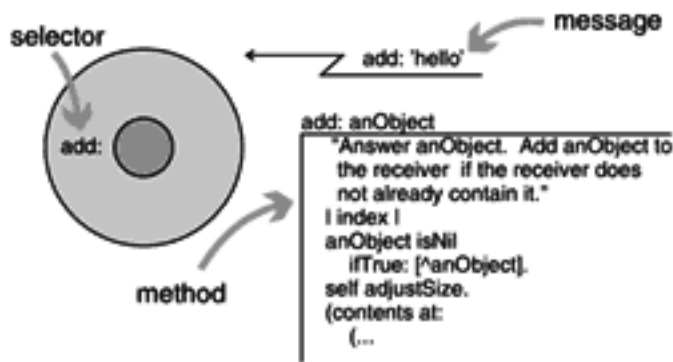 message
selector
add: 'hello'
add:
add: anObject
"Answer anObject. Add anObject to
the receiver if the receiver does
not already contain it."
| index |
anObject isNil
ifTrue: [^anObject].
self adjustSize.
(contents at:
(...
method